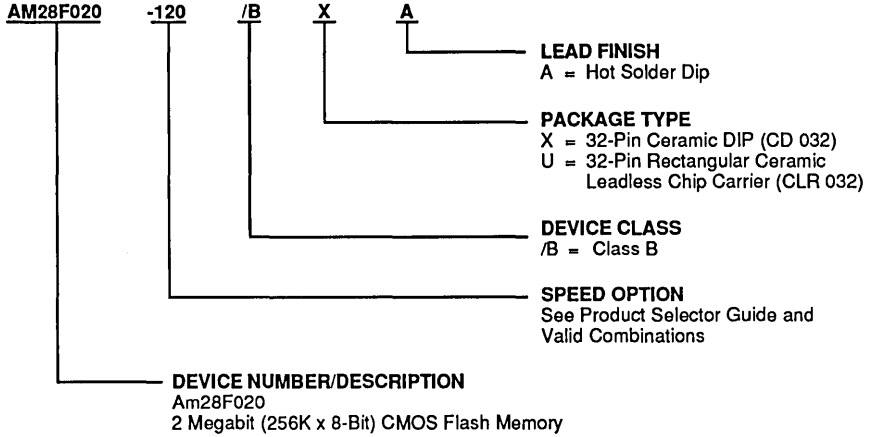 AM28F020 -120 /B X A
LEAD FINISH
A = Hot Solder Dip
PACKAGE TYPE
X = 32-Pin Ceramic DIP (CD 032)
U = 32-Pin Rectangular Ceramic
Leadless Chip Carrier (CLR 032)
DEVICE CLASS
/B = Class B
SPEED OPTION
See Product Selector Guide and
Valid Combinations
DEVICE NUMBER/DESCRIPTION
Am28F020
2 Megabit (256K x 8-Bit) CMOS Flash Memory